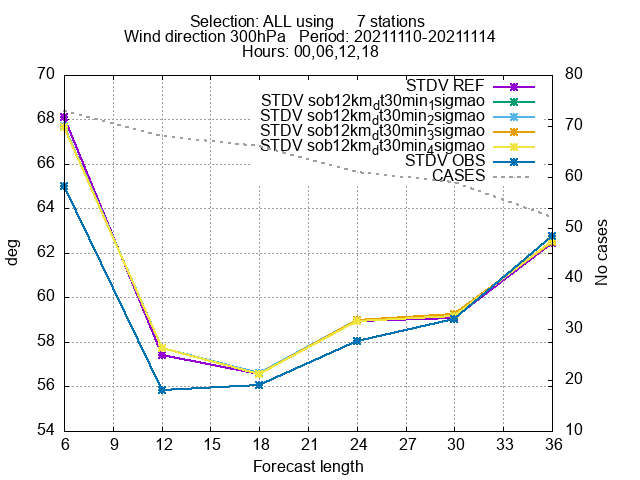 Selection: ALL using 7 stations
Wind direction 300hPa Period: 20211110-20211114
Hours: 00,06,12,18
70 80
STDV REF
STDV sob12km_dt30min_1sigmao
STDV sob12km_dt30min_2sigmao
STDV sob12km_dt30min_3sigmao
STDV sob12km_dt30min_4sigmao
STDV OBS
CASES
68
66
64
62
60
58
56
54
70
60
50
40
30
20
10
deg
No cases
6 9 12 15 18 21 24 27 30 33 36
Forecast length